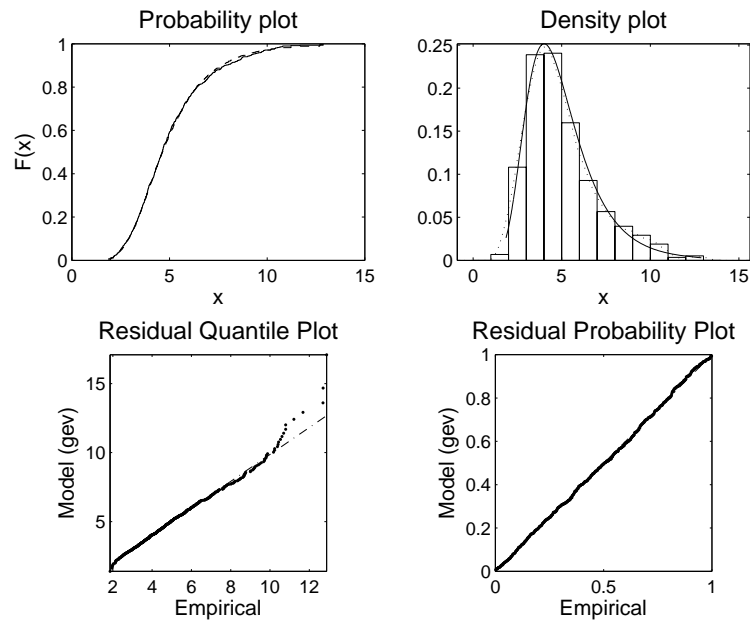 Probability plot
1
0.8
0.6
0.4
0.2
0
F(x)
0 5 10 15
x
Density plot
0.25
0.2
0.15
0.1
0.05
0
0 5 10 15
x
Residual Quantile Plot
15
10
5
Model (gev)
2 4 6 8 10 12
Empirical
Residual Probability Plot
1
0.8
0.6
0.4
0.2
0
Model (gev)
0 0.5 1
Empirical